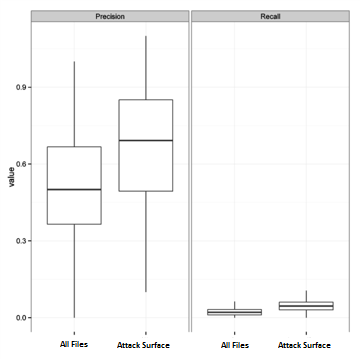 Precision Recall
0.9
0.6
0.3
0.0
value
All Files Attack Surface All Files Attack Surface